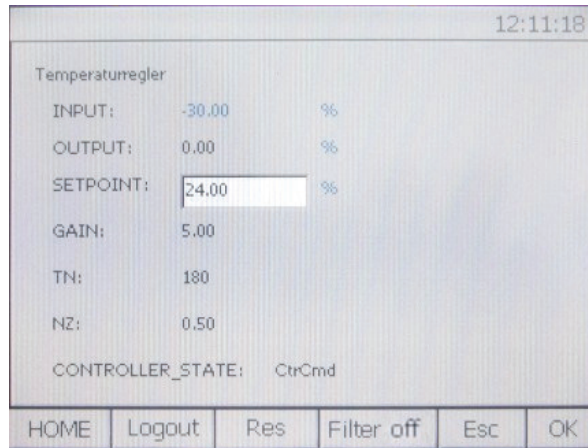 12:11:18
Temperaturregler
INPUT: -30.00 %
OUTPUT: 0.00 %
SETPOINT: 24.00 %
GAIN: 5.00
TN: 180
NZ: 0.50
CONTROLLER_STATE: CtrCmd
HOME Logout Res Filter off Esc OK